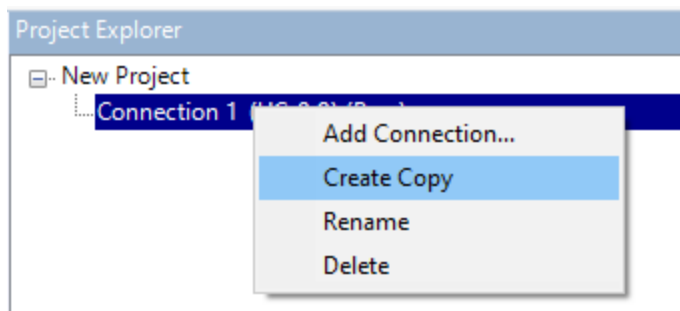 Project Explorer
New Project
Connection 1
Add Connection...
Create Copy
Rename
Delete